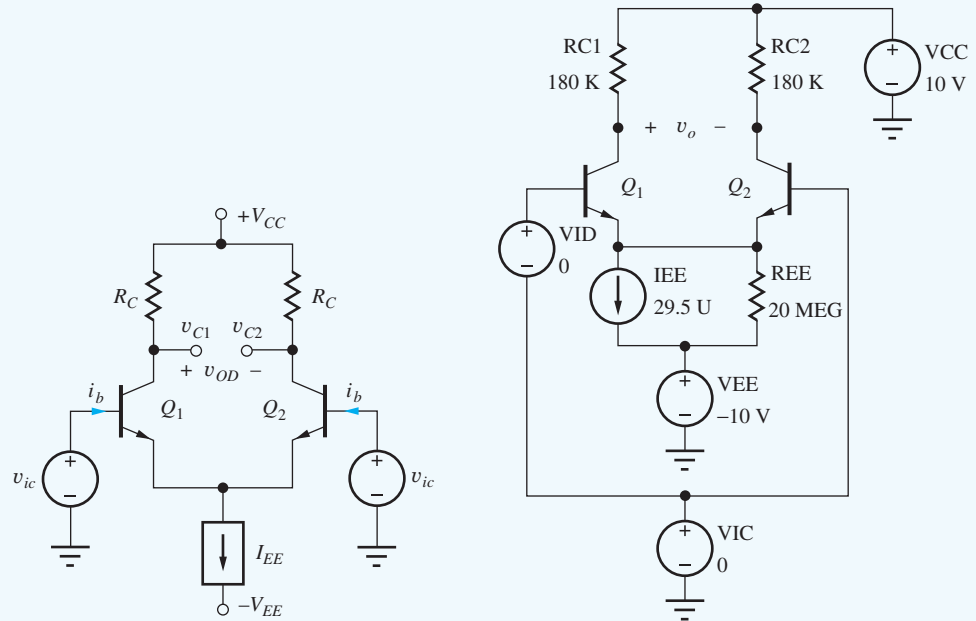 +V_CC
R_C
R_C
v_C1
v_C2
+ v_OD −
i_b
Q_1
Q_2
i_b
+
−
v_ic
+
−
v_ic
I_EE
−V_EE
RC1
180 K
RC2
180 K
+
−
VCC
10 V
+ v_o −
Q_1
Q_2
+
−
VID
0
IEE
29.5 U
REE
20 MEG
+
−
VEE
−10 V
+
−
VIC
0